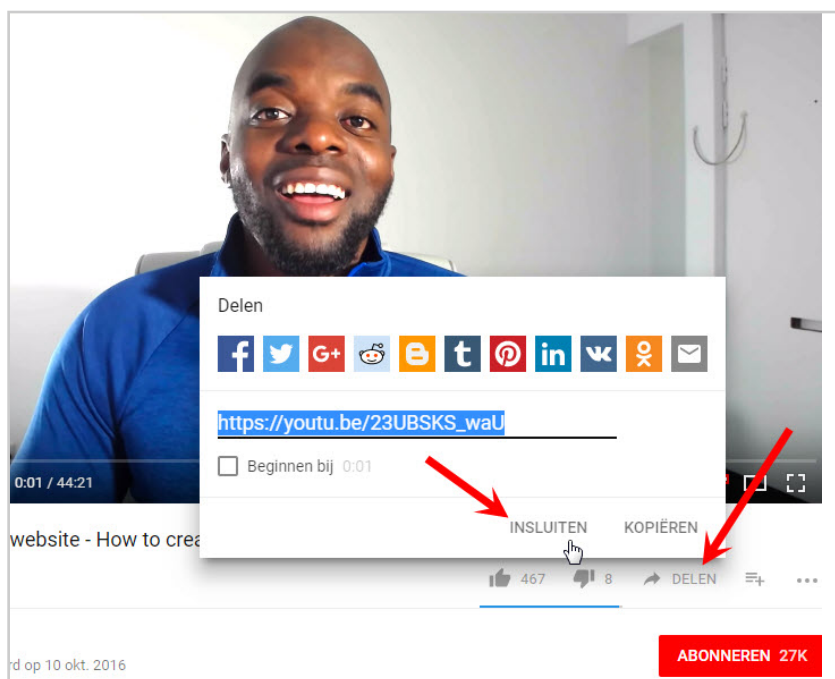 Delen
f G+ B t in
https://youtu.be/23UBSKS_waU
Beginnen bij 0:01
0:01 / 44:21
INSLUITEN KOPIËREN
website - How to crea
467 8 DELEN
ABONNEREN 27K
rd op 10 okt. 2016